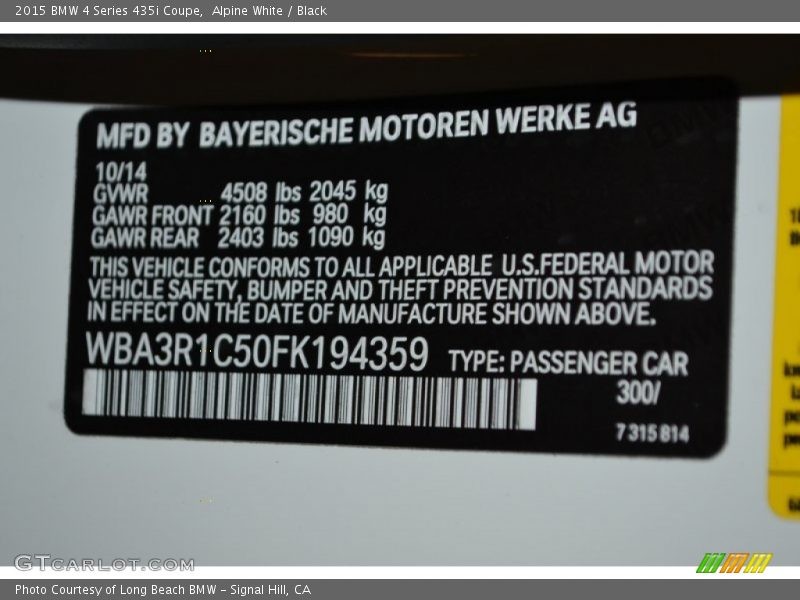 2015 BMW 4 Series 435i Coupe, Alpine White / Black
MFD BY BAYERISCHE MOTOREN WERKE AG
10/14
GVWR 4508 lbs 2045 kg
GAWR FRONT 2160 lbs 980 kg
GAWR REAR 2403 lbs 1090 kg
THIS VEHICLE CONFORMS TO ALL APPLICABLE U.S.FEDERAL MOTOR
VEHICLE SAFETY, BUMPER AND THEFT PREVENTION STANDARDS
IN EFFECT ON THE DATE OF MANUFACTURE SHOWN ABOVE.
WBA3R1C50FK194359 TYPE: PASSENGER CAR
300/
7 315 814
GTCARLOT.COM
Photo Courtesy of Long Beach BMW - Signal Hill, CA